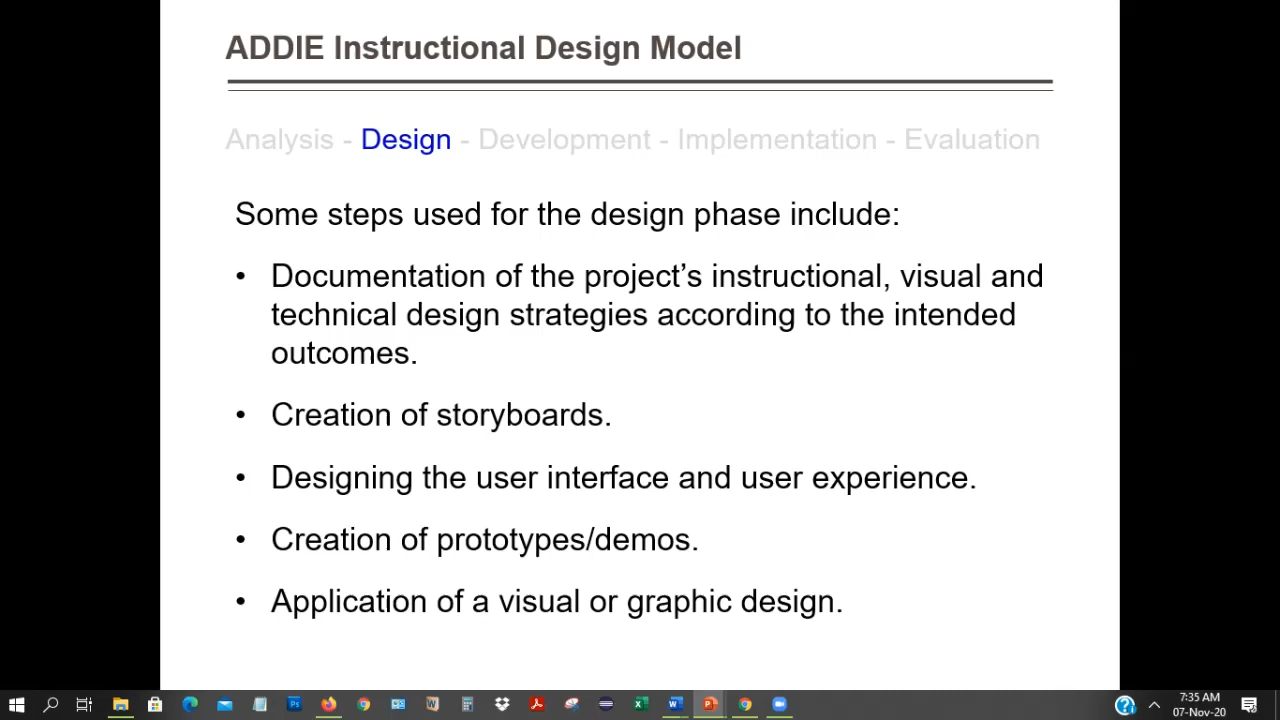 ADDIE Instructional Design Model
Analysis - Design - Development - Implementation - Evaluation
Some steps used for the design phase include:
• Documentation of the project’s instructional, visual and
technical design strategies according to the intended
outcomes.
• Creation of storyboards.
• Designing the user interface and user experience.
• Creation of prototypes/demos.
• Application of a visual or graphic design.
7:35 AM
07-Nov-20